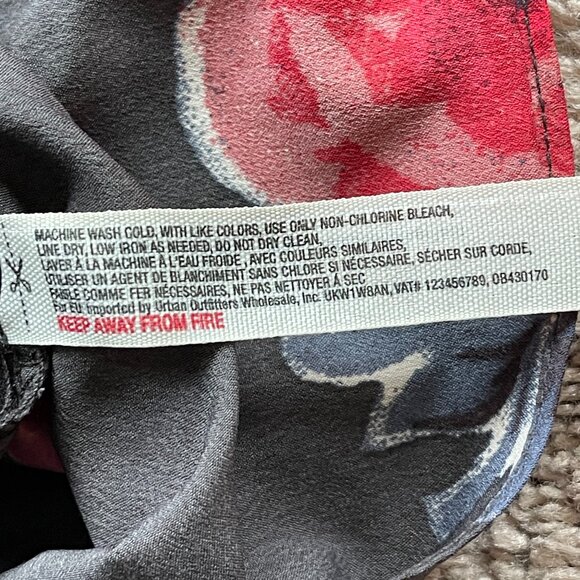 MACHINE WASH COLD, WITH LIKE COLORS, USE ONLY NON-CHLORINE BLEACH,
LINE DRY, LOW IRON AS NEEDED, DO NOT DRY CLEAN,
LAVER À LA MACHINE À L'EAU FROIDE, AVEC COULEURS SIMILAIRES,
UTILISER UN AGENT DE BLANCHIMENT SANS CHLORE SI NÉCESSAIRE, SÉCHER SUR CORDE,
FAISLE COMME FER NÉCESSAIRES, NE PAS NETTOYER À SEC
For EU, imported by Urban Outfitters Wholesale, Inc. UKW1W8AN, VAT# 123456789, OB430170
KEEP AWAY FROM FIRE